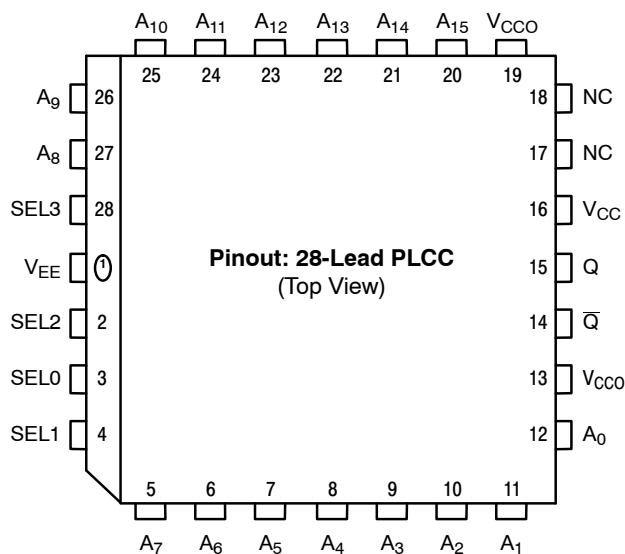 A10 A11 A12 A13 A14 A15 VCCO
25 24 23 22 21 20 19
A9 26 18 NC
A8 27 17 NC
SEL3 28 16 VCC
VEE 1 Pinout: 28-Lead PLCC 15 Q
(Top View)
SEL2 2 14 Q̅
SEL0 3 13 VCCO
SEL1 4 12 A0
5 6 7 8 9 10 11
A7 A6 A5 A4 A3 A2 A1